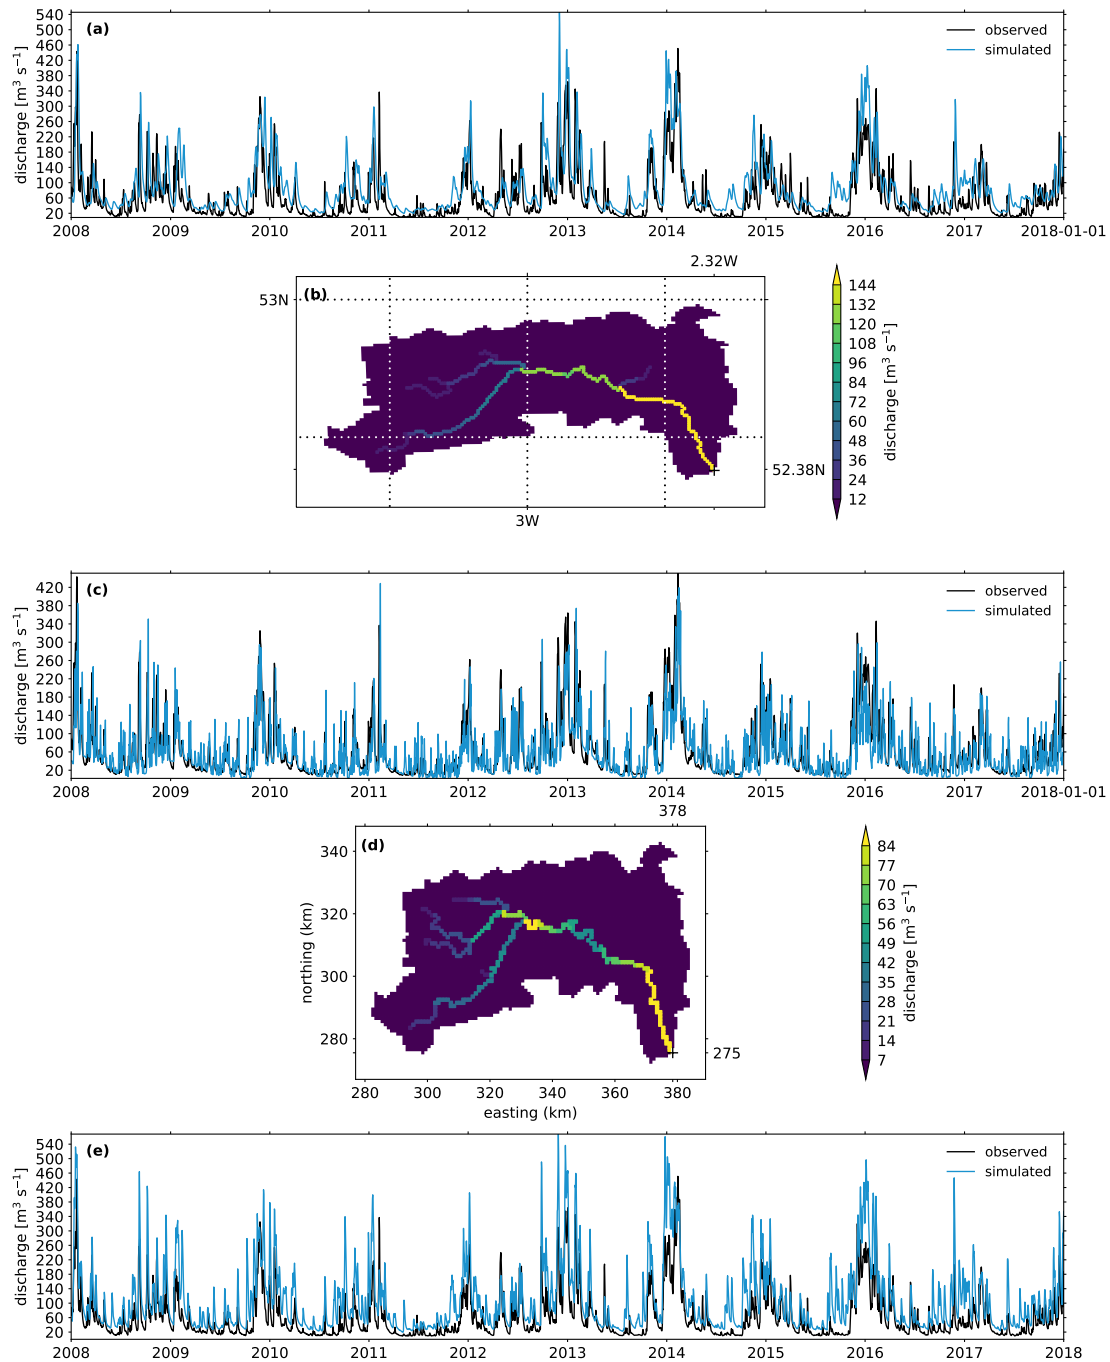 (a)
observed
simulated
discharge [m³ s⁻¹]
540
500
460
420
380
340
300
260
220
180
140
100
60
20
2008 2009 2010 2011 2012 2013 2014 2015 2016 2017 2018-01-01
2.32W
(b)
53N
52.38N
3W
144
132
120
108
96
84
72
60
48
36
24
12
discharge [m³ s⁻¹]
(c)
observed
simulated
discharge [m³ s⁻¹]
420
380
340
300
260
220
180
140
100
60
20
2008 2009 2010 2011 2012 2013 2014 2015 2016 2017 2018-01-01
378
(d)
northing (km)
340
320
300
280
275
280 300 320 340 360 380
easting (km)
84
77
70
63
56
49
42
35
28
21
14
7
discharge [m³ s⁻¹]
(e)
observed
simulated
discharge [m³ s⁻¹]
540
500
460
420
380
340
300
260
220
180
140
100
60
20
2008 2009 2010 2011 2012 2013 2014 2015 2016 2017 2018